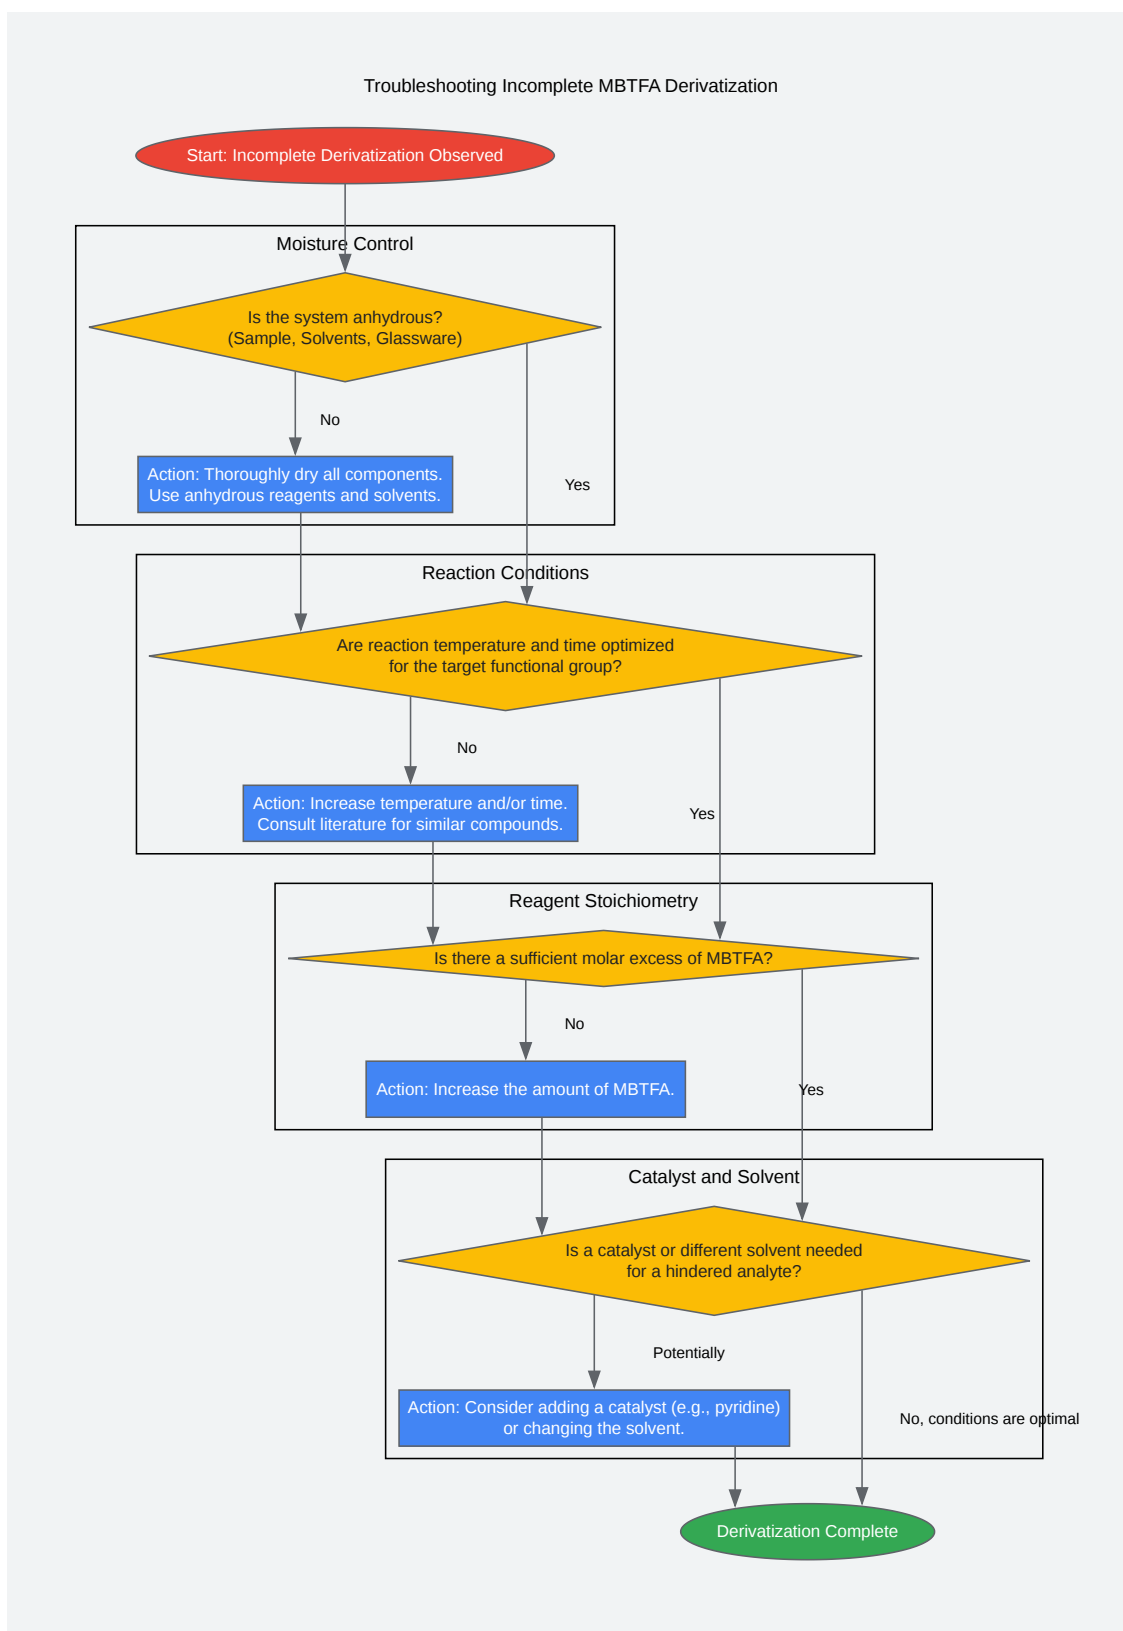 Troubleshooting Incomplete MBTFA Derivatization
Start: Incomplete Derivatization Observed
Moisture Control
Is the system anhydrous?
(Sample, Solvents, Glassware)
No
Action: Thoroughly dry all components.
Use anhydrous reagents and solvents.
Yes
Reaction Conditions
Are reaction temperature and time optimized
for the target functional group?
No
Action: Increase temperature and/or time.
Consult literature for similar compounds.
Yes
Reagent Stoichiometry
Is there a sufficient molar excess of MBTFA?
No
Action: Increase the amount of MBTFA.
Yes
Catalyst and Solvent
Is a catalyst or different solvent needed
for a hindered analyte?
Potentially
Action: Consider adding a catalyst (e.g., pyridine)
or changing the solvent.
No, conditions are optimal
Derivatization Complete